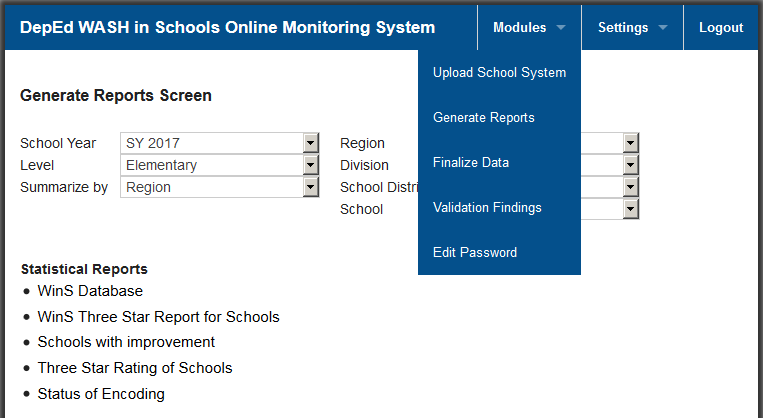 DepEd WASH in Schools Online Monitoring System Modules Settings Logout
Upload School System
Generate Reports
Finalize Data
Validation Findings
Edit Password
Generate Reports Screen
School Year SY 2017
Level Elementary
Summarize by Region
Region
Division
School Distri
School
Statistical Reports
• WinS Database
• WinS Three Star Report for Schools
• Schools with improvement
• Three Star Rating of Schools
• Status of Encoding